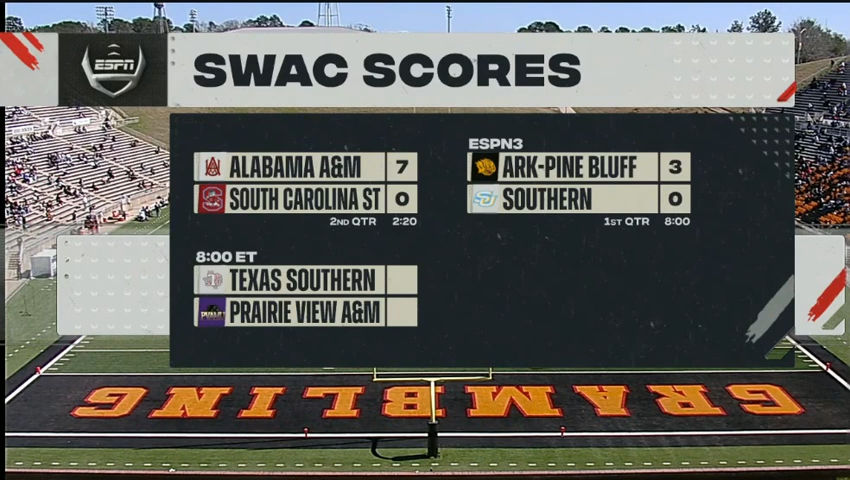 ESPN
SWAC SCORES
ALABAMA A&M 7
SOUTH CAROLINA ST 0
2ND QTR 2:20
ESPN3
ARK-PINE BLUFF 3
SOUTHERN 0
1ST QTR 8:00
8:00 ET
TEXAS SOUTHERN
PRAIRIE VIEW A&M
PVAMU
GRAMBLING